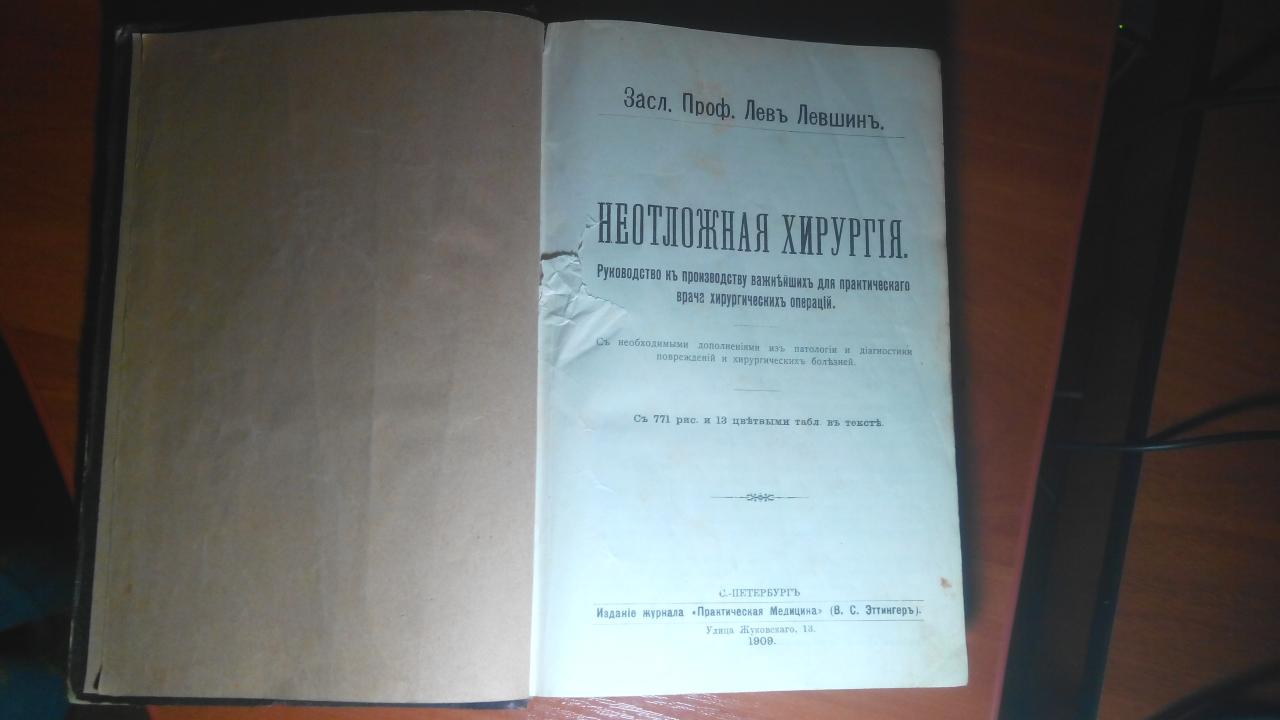 Засл. Проф. Левъ Левшинъ.
НЕОТЛОЖНАЯ ХИРУРГІЯ.
Руководство къ производству важнѣйшихъ для практическаго
врача хирургическихъ операцій.
Съ необходимыми дополненіями изъ патологіи и діагностики
поврежденій и хирургическихъ болѣзней.
Съ 771 рис. и 13 цвѣтными табл. въ текстѣ.
С.-ПЕТЕРБУРГЪ
Изданіе журнала «Практическая Медицина» (В. С. Эттингеръ).
Улица Жуковскаго, 13.
1909.